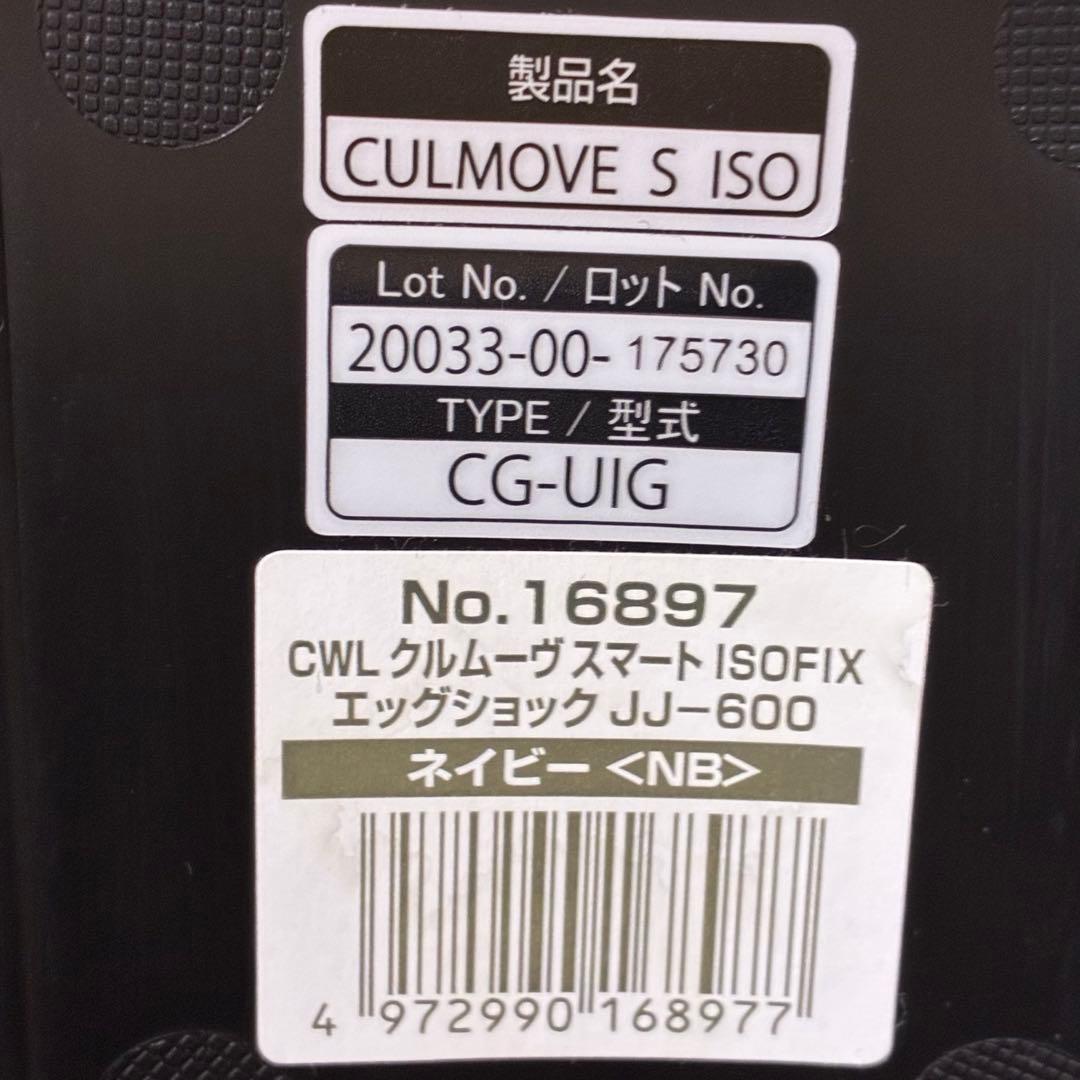 製品名
CULMOVE S ISO
Lot No. / ロット No.
20033-00-175730
TYPE / 型式
CG-UIG
No.16897
CWL クルムーヴ スマート ISOFIX
エッグショック JJ-600
ネイビー <NB>
4 972990 168977